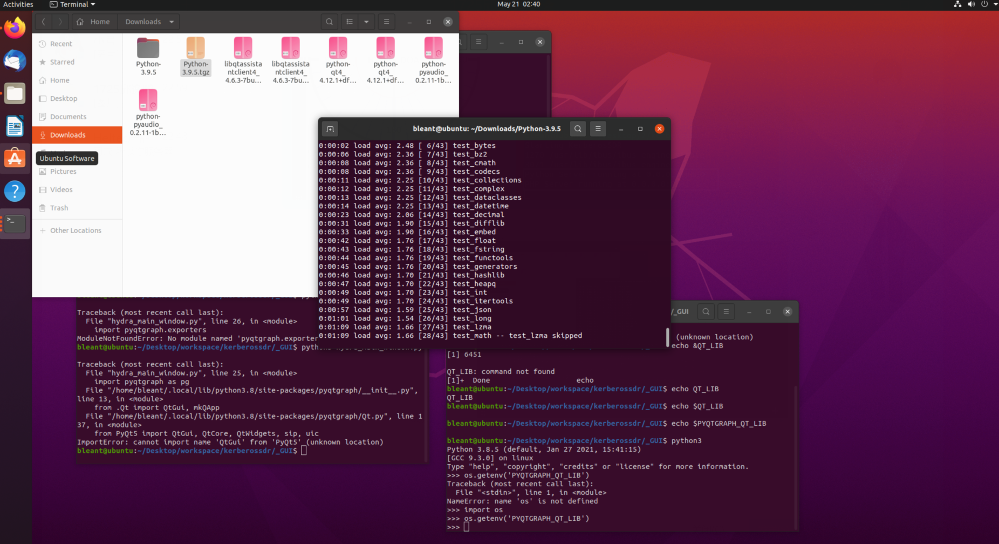 Activities
Terminal
May 21 02:40
Home
Downloads
Recent
Starred
Home
Desktop
Documents
Downloads
Ubuntu Software
Pictures
Videos
Trash
Other Locations
Python-
3.9.5
Python-
3.9.5.tgz
libqtassista
ntclient4_
4.6.3-7bu...
libqtassista
ntclient4_
4.6.3-7bu...
python-
qt4_
4.12.1+df...
python-
qt4_
4.12.1+df...
python-
pyaudio_
0.2.11-1b...
python-
pyaudio_
0.2.11-1b...
bleant@ubuntu: ~/Downloads/Python-3.9.5
0:00:02 load avg: 2.48 [ 6/43] test_bytes
0:00:06 load avg: 2.36 [ 7/43] test_bz2
0:00:08 load avg: 2.36 [ 8/43] test_cmath
0:00:08 load avg: 2.36 [ 9/43] test_codecs
0:00:11 load avg: 2.25 [10/43] test_collections
0:00:12 load avg: 2.25 [11/43] test_complex
0:00:13 load avg: 2.25 [12/43] test_dataclasses
0:00:14 load avg: 2.25 [13/43] test_datetime
0:00:23 load avg: 2.06 [14/43] test_decimal
0:00:31 load avg: 1.90 [15/43] test_difflib
0:00:33 load avg: 1.90 [16/43] test_embed
0:00:42 load avg: 1.76 [17/43] test_float
0:00:43 load avg: 1.76 [18/43] test_fstring
0:00:44 load avg: 1.76 [19/43] test_functools
0:00:45 load avg: 1.76 [20/43] test_generators
0:00:46 load avg: 1.70 [21/43] test_hashlib
0:00:47 load avg: 1.70 [22/43] test_heapq
0:00:49 load avg: 1.70 [23/43] test_int
0:00:49 load avg: 1.70 [24/43] test_itertools
0:00:57 load avg: 1.59 [25/43] test_json
0:01:01 load avg: 1.54 [26/43] test_long
0:01:09 load avg: 1.66 [27/43] test_lzma
0:01:09 load avg: 1.66 [28/43] test_math -- test_lzma skipped
Traceback (most recent call last):
File "hydra_main_window.py", line 26, in <module>
import pyqtgraph.exporters
ModuleNotFoundError: No module named 'pyqtgraph.exporter
bleant@ubuntu:~/Desktop/workspace/kerberossdr/_GUI$
Traceback (most recent call last):
File "hydra_main_window.py", line 25, in <module>
import pyqtgraph as pg
File "/home/bleant/.local/lib/python3.8/site-packages/pyqtgraph/__init__.py",
line 13, in <module>
from .Qt import QtGui, mkQApp
File "/home/bleant/.local/lib/python3.8/site-packages/pyqtgraph/Qt.py", line 1
37, in <module>
from PyQt5 import QtGui, QtCore, QtWidgets, sip, uic
ImportError: cannot import name 'QtGui' from 'PyQt5' (unknown location)
bleant@ubuntu:~/Desktop/workspace/kerberossdr/_GUI$
/_GUI
(unknown location)
echo &QT_LIB
[1] 6451
QT_LIB: command not found
[1]+ Done echo
bleant@ubuntu:~/Desktop/workspace/kerberossdr/_GUI$ echo QT_LIB
QT_LIB
bleant@ubuntu:~/Desktop/workspace/kerberossdr/_GUI$ echo $QT_LIB
bleant@ubuntu:~/Desktop/workspace/kerberossdr/_GUI$ echo $PYQTGRAPH_QT_LIB
bleant@ubuntu:~/Desktop/workspace/kerberossdr/_GUI$ python3
Python 3.8.5 (default, Jan 27 2021, 15:41:15)
[GCC 9.3.0] on linux
Type "help", "copyright", "credits" or "license" for more information.
>>> os.getenv('PYQTGRAPH_QT_LIB')
Traceback (most recent call last):
File "<stdin>", line 1, in <module>
NameError: name 'os' is not defined
>>> import os
>>> os.getenv('PYQTGRAPH_QT_LIB')
>>>